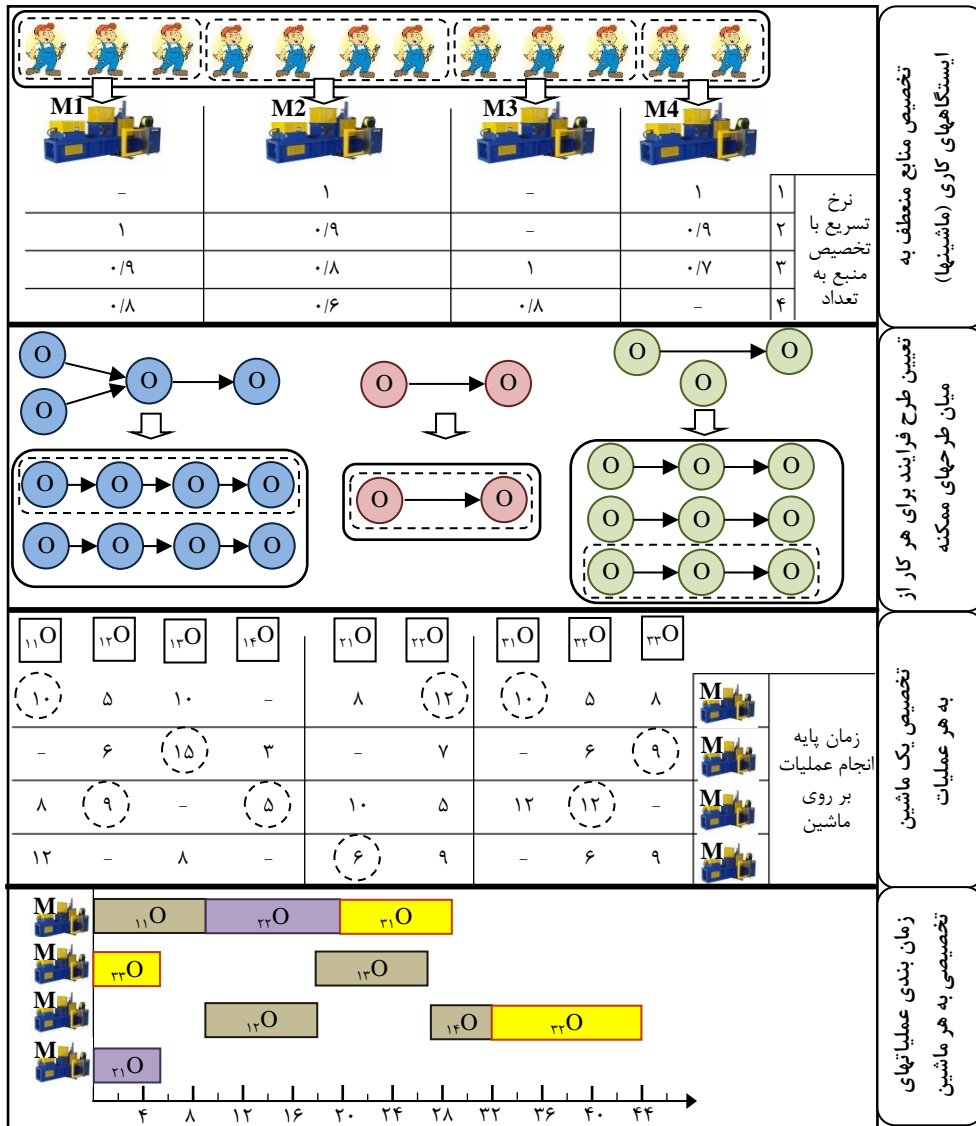 تخصیص منابع منعطف به
ایستگاههای کاری (ماشینها)
M1 M2 M3 M4
نرخ
تسریع با
تخصیص
منبع به
تعداد
- ۱ - ۱ ۱
۱ ۰/۹ - ۰/۹ ۲
۰/۹ ۰/۸ ۱ ۰/۷ ۳
۰/۸ ۰/۶ ۰/۸ - ۴
تعیین طرح فرایند برای هر کار از
میان طرحهای ممکنه
O O O O
O O
O O O
O O O O
O O O O
O O
O O O
O O O
O O O
تخصیص یک ماشین
به هر عملیات
۱۱O ۱۲O ۱۳O ۱۴O ۲۱O ۲۲O ۳۱O ۳۲O ۳۳O
زمان پایه
انجام عملیات
بر روی
ماشین
۱۰ ۵ ۱۰ - ۸ ۱۲ ۱۰ ۵ ۸ M
- ۶ ۱۵ ۳ - ۷ - ۶ ۹ M
۸ ۹ - ۵ ۱۰ ۵ ۱۲ ۱۲ - M
۱۲ - ۸ - ۶ ۹ - ۶ ۹ M
زمان بندی عملیاتهای
تخصیصی به هر ماشین
M ۱۱O ۲۲O ۳۱O
M ۳۳O ۱۳O
M ۱۲O ۱۴O ۳۲O
M ۲۱O
۴ ۸ ۱۲ ۱۶ ۲۰ ۲۴ ۲۸ ۳۲ ۳۶ ۴۰ ۴۴